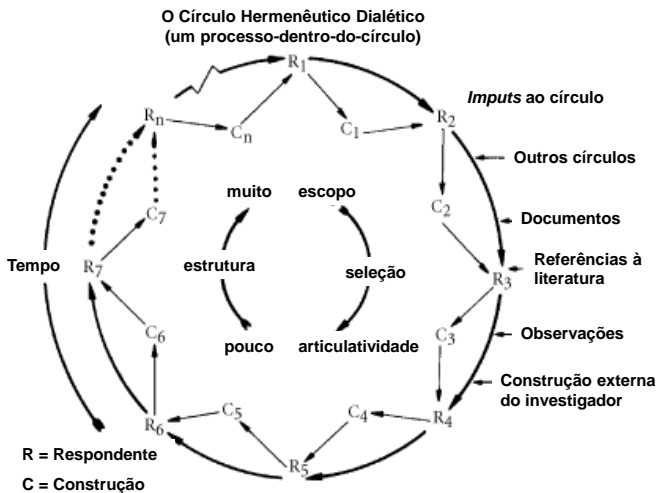 O Círculo Hermenêutico Dialético
(um processo-dentro-do-círculo)
R1
Imputs ao círculo
Rn
Cn
C1
R2
Outros círculos
muito
escopo
C2
C7
Documentos
Tempo
R7
estrutura
seleção
R3
Referências à
literatura
C6
pouco
articulatividade
C3
Observações
Construção externa
do investigador
C5
C4
R6
R4
R5
R = Respondente
C = Construção